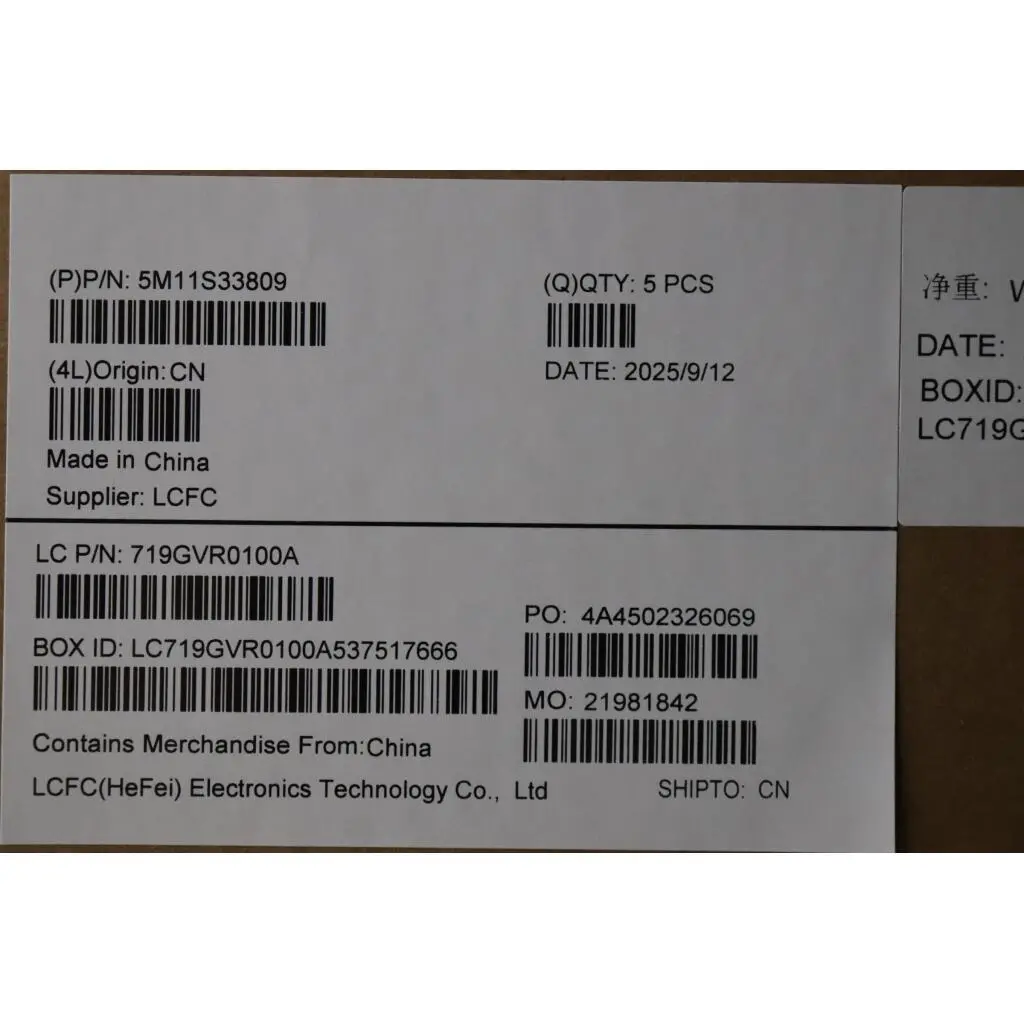 (P)P/N: 5M11S33809
(Q)QTY: 5 PCS
(4L)Origin:CN
DATE: 2025/9/12
Made in China
Supplier: LCFC
LC P/N: 719GVR0100A
PO: 4A4502326069
BOX ID: LC719GVR0100A537517666
MO: 21981842
Contains Merchandise From:China
LCFC(HeFei) Electronics Technology Co., Ltd
SHIPTO: CN
净重:
DATE:
BOXID: